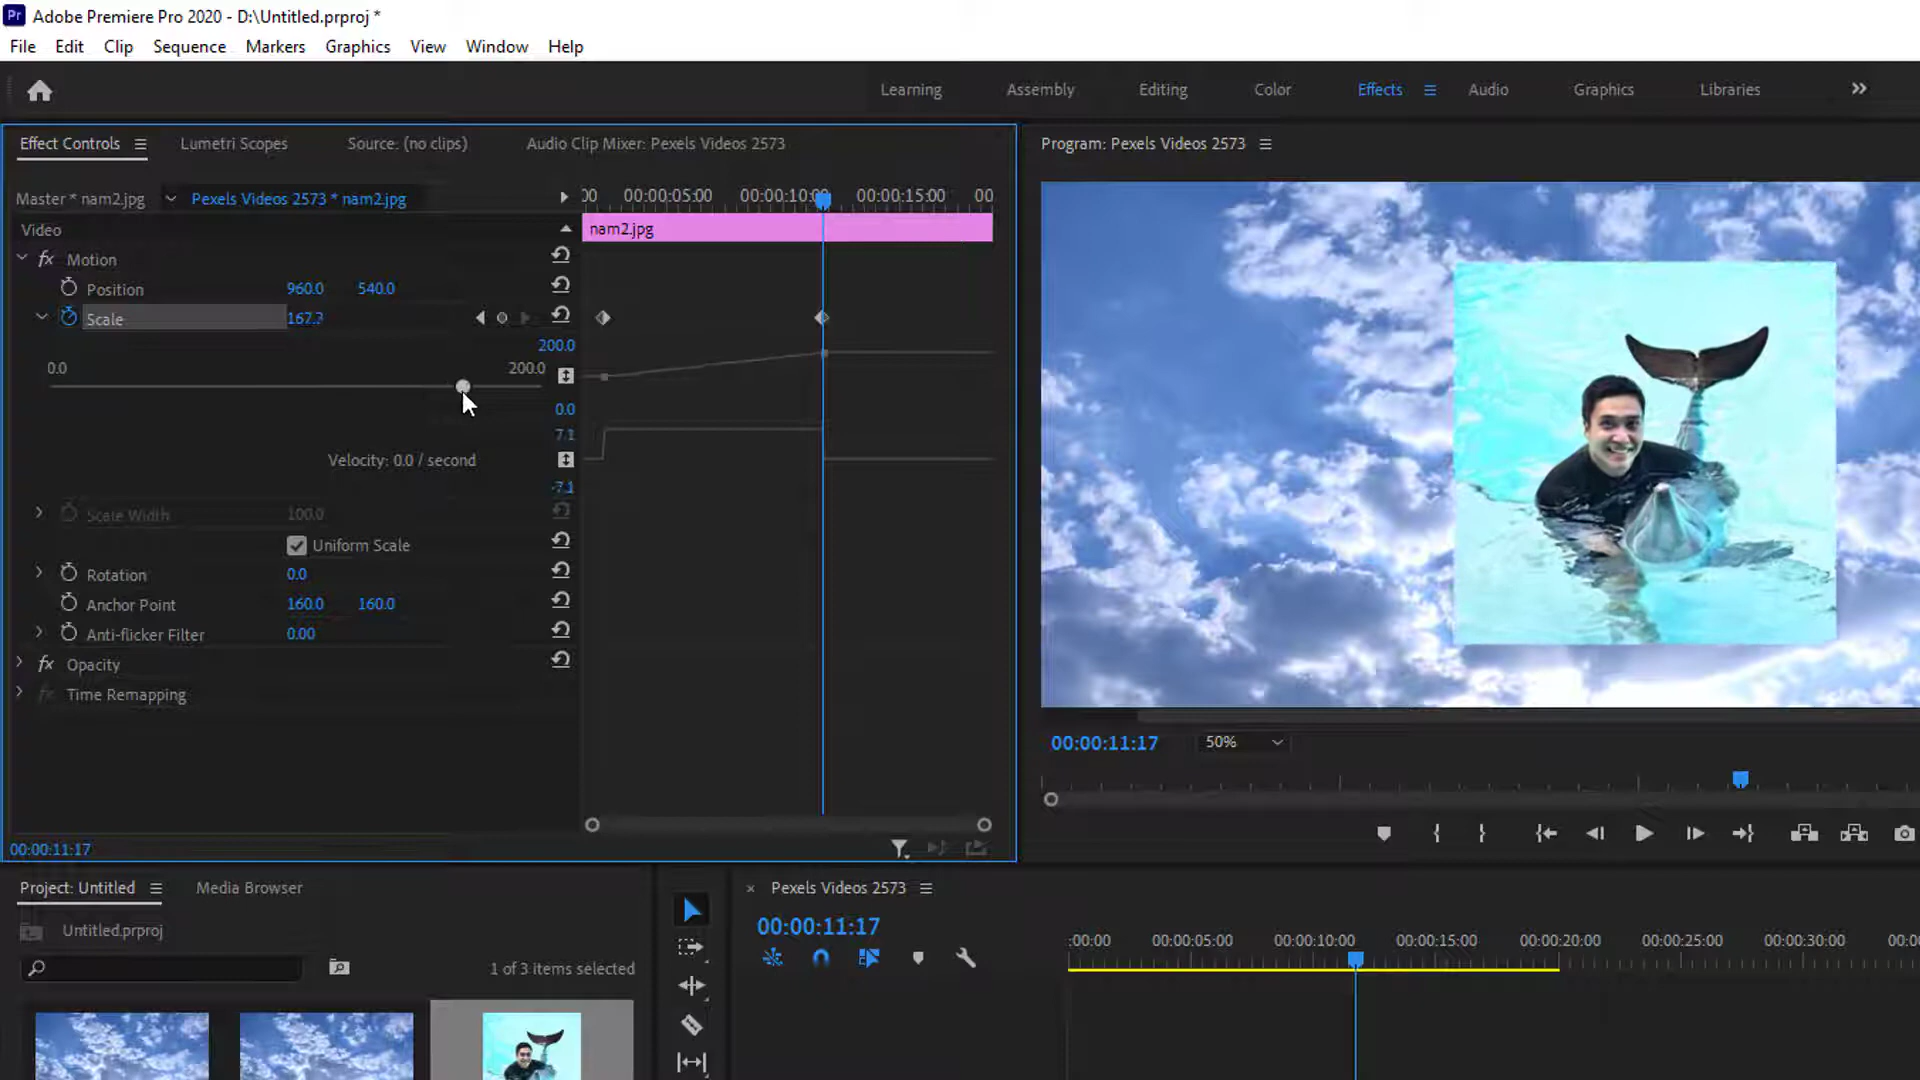 Pr Adobe Premiere Pro 2020 - D:\Untitled.prproj *
File Edit Clip Sequence Markers Graphics View Window Help
Learning Assembly Editing Color Effects Audio Graphics Libraries
Effect Controls Lumetri Scopes Source: (no clips) Audio Clip Mixer: Pexels Videos 2573
Program: Pexels Videos 2573
Master * nam2.jpg Pexels Videos 2573 * nam2.jpg
00 00:00:05:00 00:00:10:00 00:00:15:00 00
Video
nam2.jpg
fx Motion
Position 960.0 540.0
Scale 167.3
200.0
0.0 200.0
0.0
7.1
Velocity: 0.0 / second
-7.1
Scale Width 100.0
Uniform Scale
Rotation 0.0
Anchor Point 160.0 160.0
Anti-flicker Filter 0.00
fx Opacity
fx Time Remapping
00:00:11:17 50%
00:00:11:17
Project: Untitled Media Browser
Untitled.prproj
1 of 3 items selected
× Pexels Videos 2573
00:00:11:17
:00:00 00:00:05:00 00:00:10:00 00:00:15:00 00:00:20:00 00:00:25:00 00:00:30:00 00:0